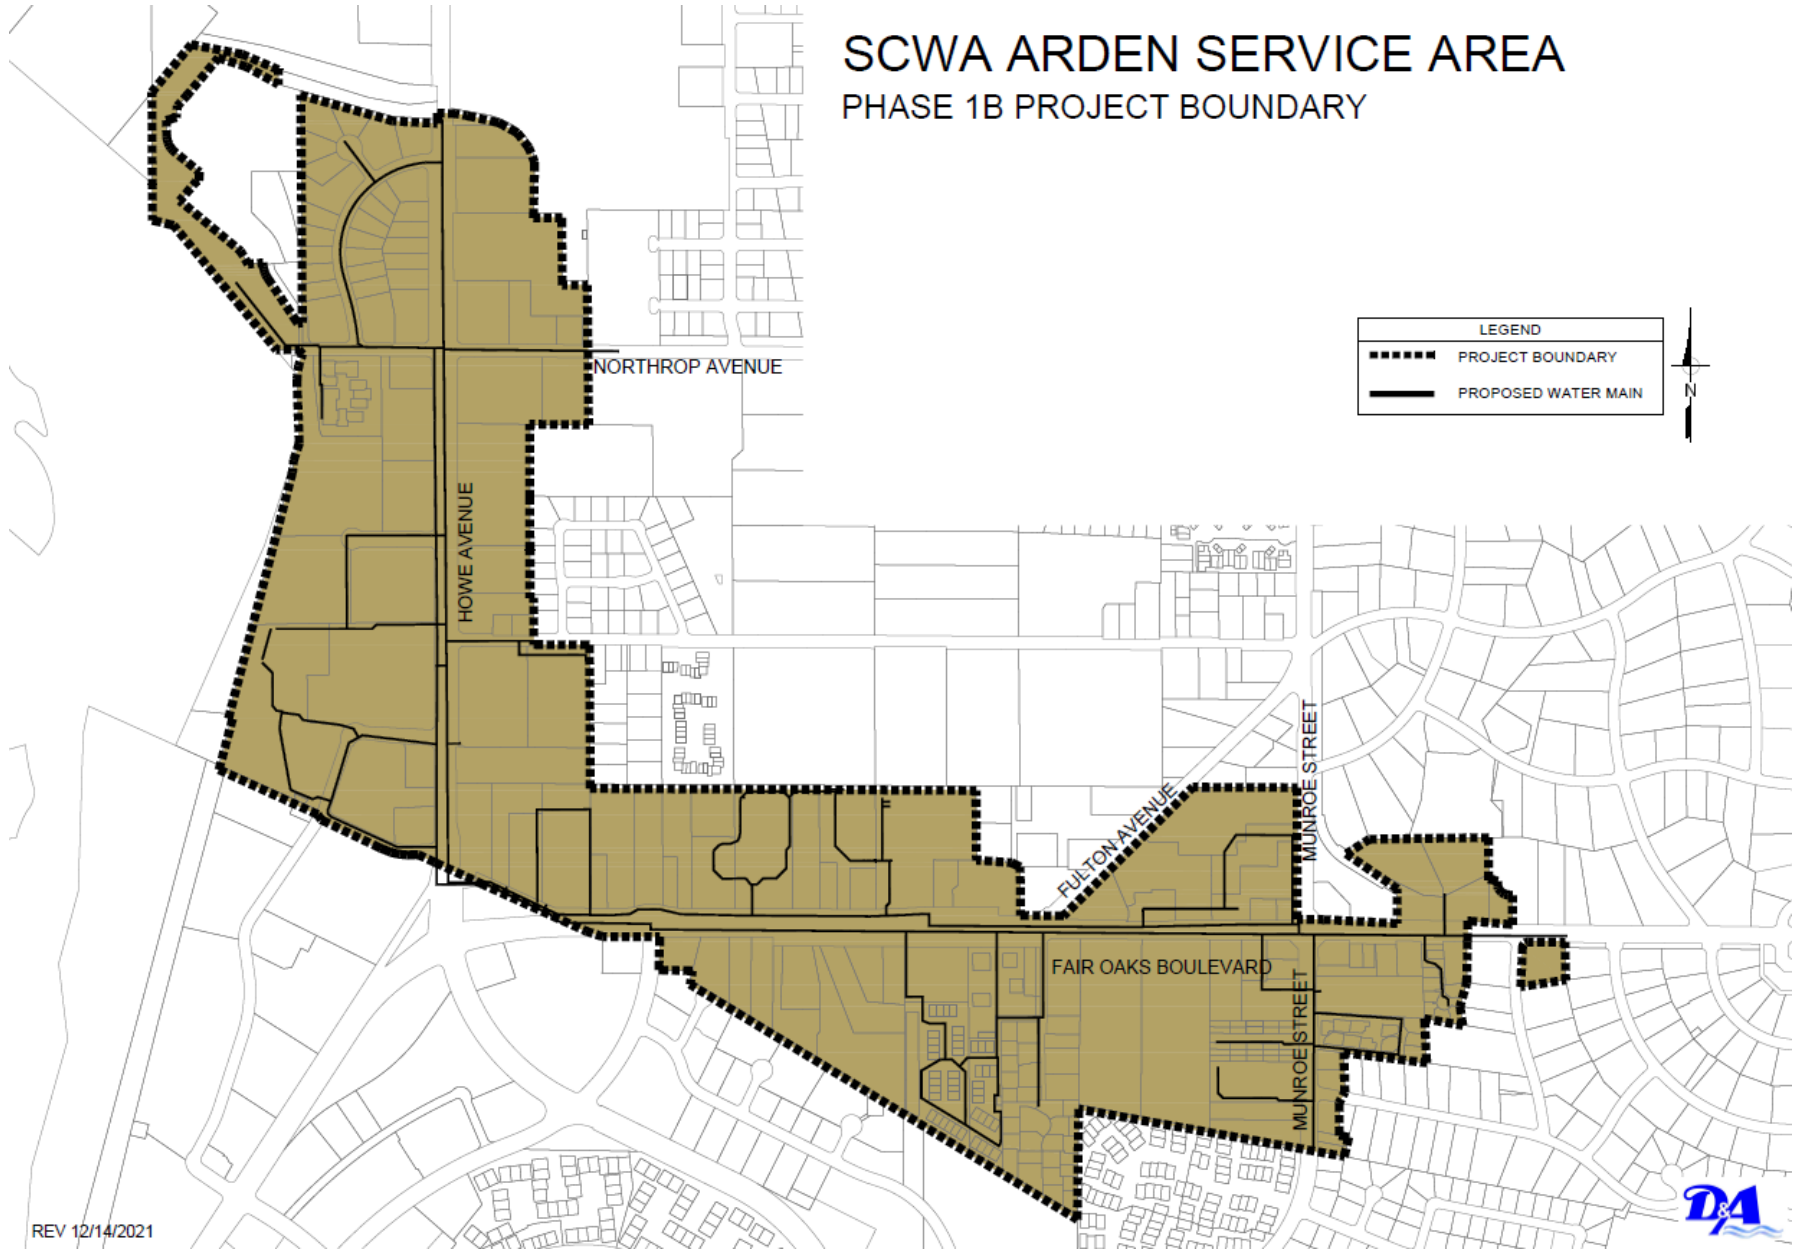 SCWA ARDEN SERVICE AREA
PHASE 1B PROJECT BOUNDARY
LEGEND
PROJECT BOUNDARY
PROPOSED WATER MAIN
N
NORTHROP AVENUE
HOWE AVENUE
MUNROE STREET
FULTON AVENUE
FAIR OAKS BOULEVARD
MUNROE STREET
REV 12/14/2021
D&A